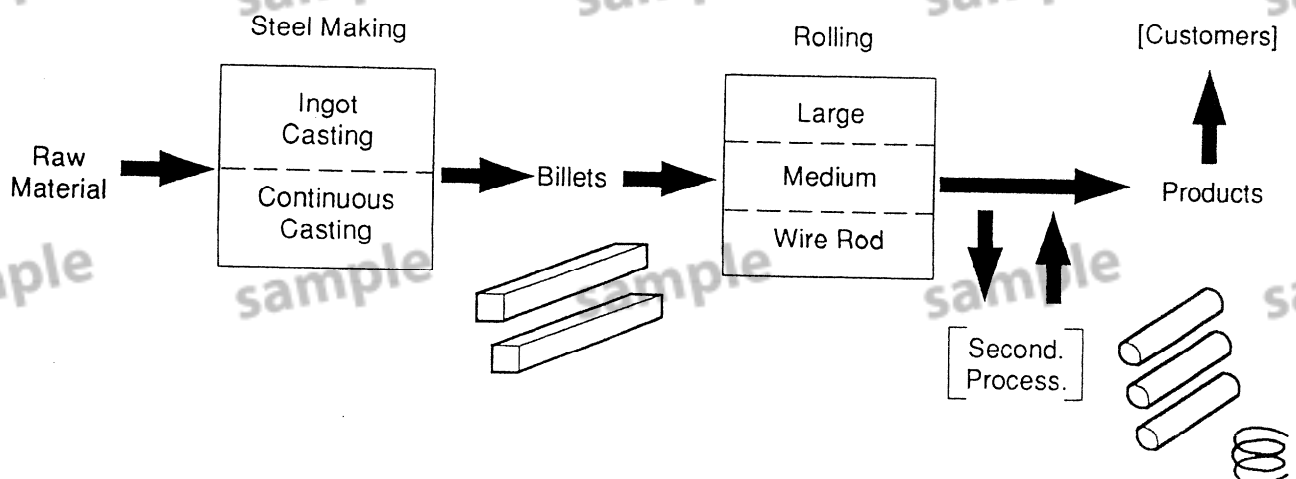 Steel Making
Rolling
[Customers]
Ingot
Casting
Continuous
Casting
Raw
Material
Billets
Large
Medium
Wire Rod
Products
[Second.
Process.]
sample
sample
sample
sample
sample